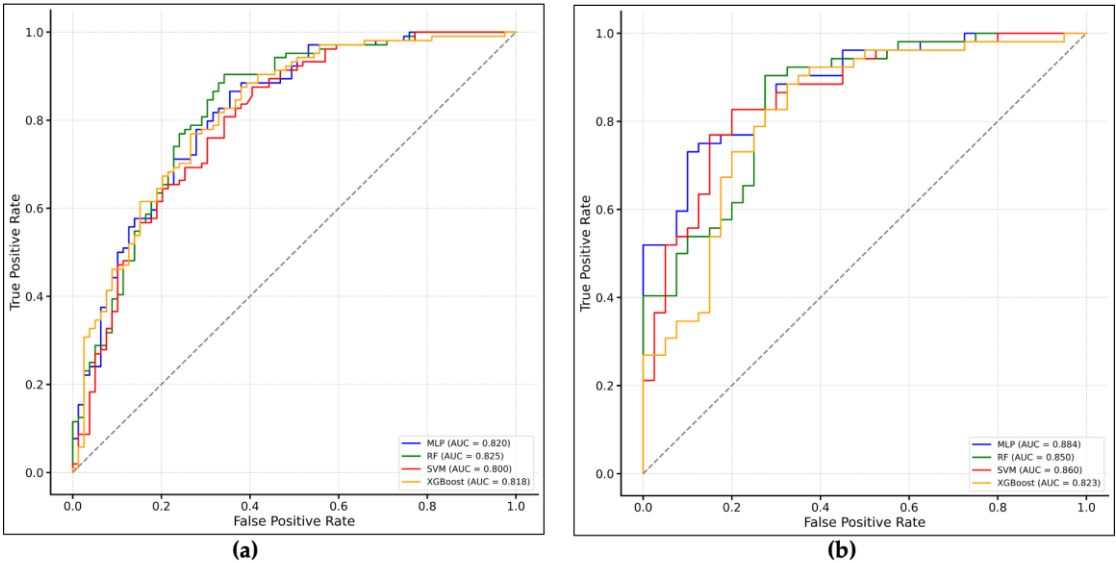 True Positive Rate
1.0
0.8
0.6
0.4
0.2
0.0
0.0 0.2 0.4 0.6 0.8 1.0
False Positive Rate
MLP (AUC = 0.820)
RF (AUC = 0.825)
SVM (AUC = 0.800)
XGBoost (AUC = 0.818)
(a)
True Positive Rate
1.0
0.8
0.6
0.4
0.2
0.0
0.0 0.2 0.4 0.6 0.8 1.0
False Positive Rate
MLP (AUC = 0.884)
RF (AUC = 0.850)
SVM (AUC = 0.860)
XGBoost (AUC = 0.823)
(b)